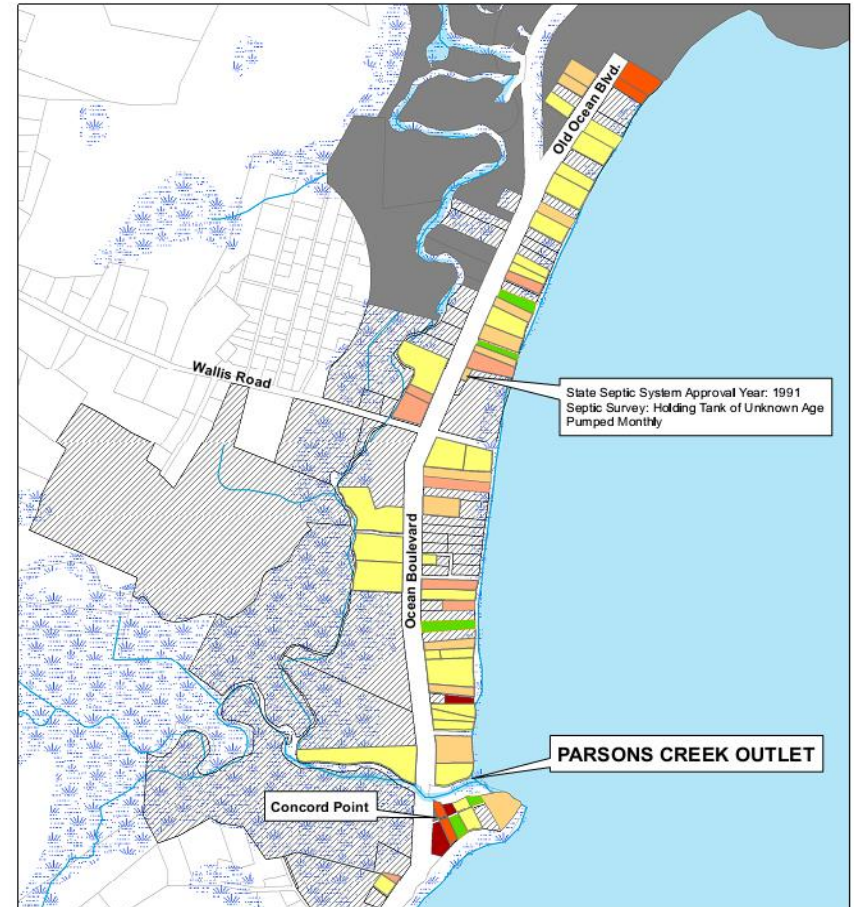 Old Ocean Blvd.
Wallis Road
State Septic System Approval Year: 1991
Septic Survey: Holding Tank of Unknown Age
Pumped Monthly
Ocean Boulevard
PARSONS CREEK OUTLET
Concord Point